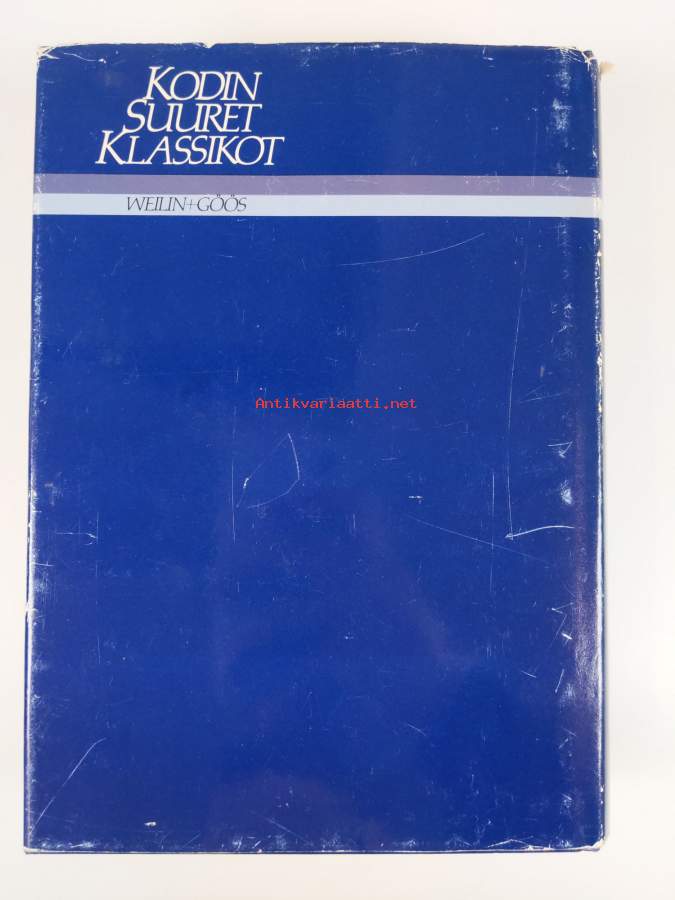 KODIN
SUURET
KLASSIKOT
WEILIN+GÖÖS
Antikvariaatti.net